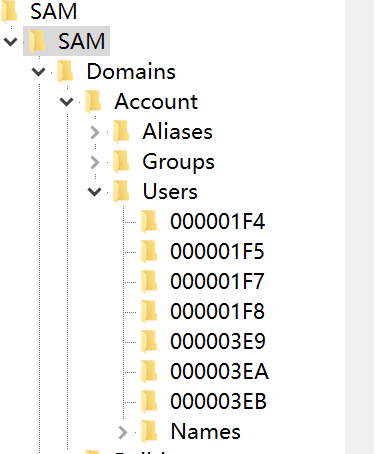 SAM
SAM
Domains
Account
Aliases
Groups
Users
000001F4
000001F5
000001F7
000001F8
000003E9
000003EA
000003EB
Names